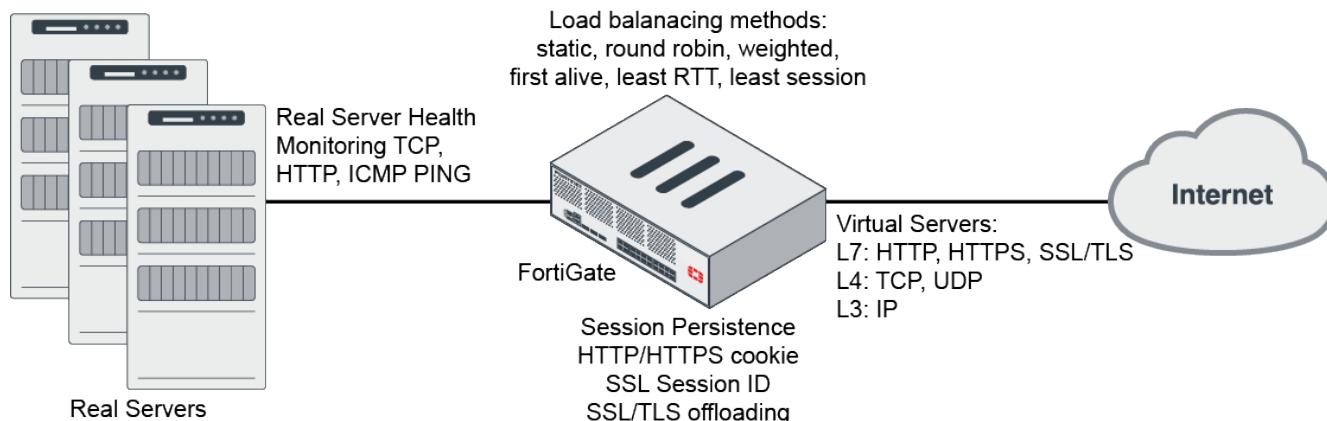 Load balanacing methods:
static, round robin, weighted,
first alive, least RTT, least session
Real Server Health
Monitoring TCP,
HTTP, ICMP PING
Internet
Virtual Servers:
L7: HTTP, HTTPS, SSL/TLS
L4: TCP, UDP
L3: IP
FortiGate
Session Persistence
HTTP/HTTPS cookie
SSL Session ID
SSL/TLS offloading
Real Servers